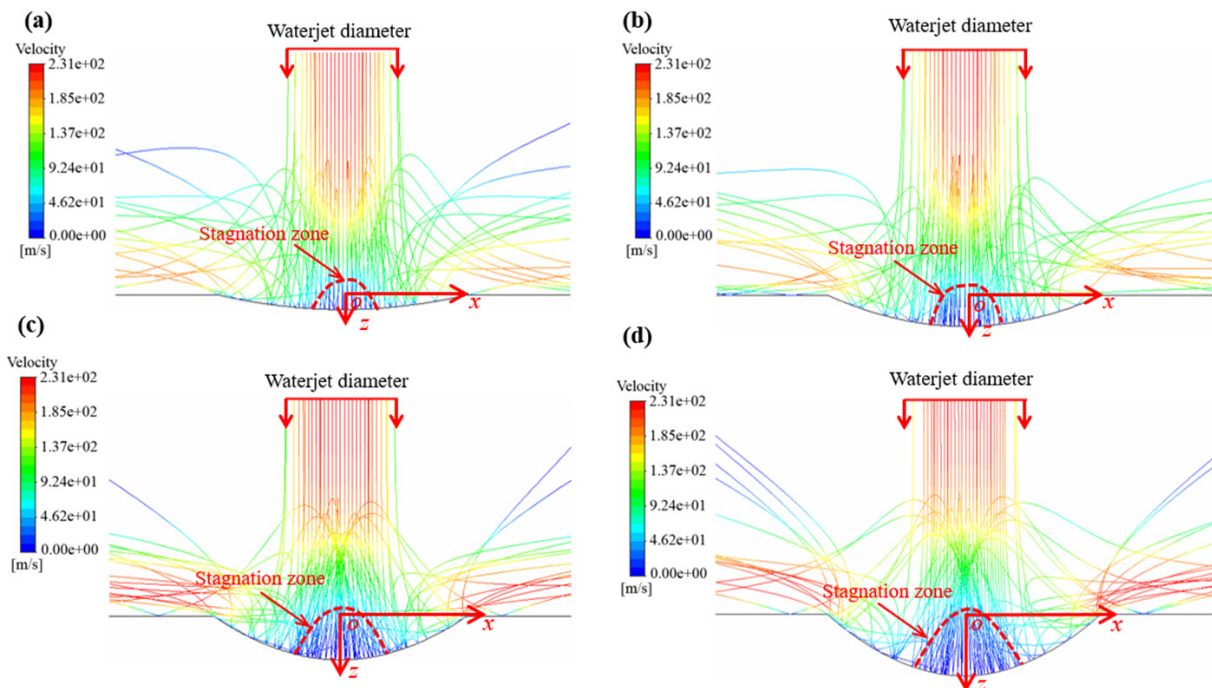 (a)
Waterjet diameter
Velocity
2.31e+02
1.85e+02
1.37e+02
9.24e+01
4.62e+01
0.00e+00
[m/s]
Stagnation zone
o
x
z
(b)
Waterjet diameter
Velocity
2.31e+02
1.85e+02
1.37e+02
9.24e+01
4.62e+01
0.00e+00
[m/s]
Stagnation zone
o
x
z
(c)
Waterjet diameter
Velocity
2.31e+02
1.85e+02
1.37e+02
9.24e+01
4.62e+01
0.00e+00
[m/s]
Stagnation zone
o
x
z
(d)
Waterjet diameter
Velocity
2.31e+02
1.85e+02
1.37e+02
9.24e+01
4.62e+01
0.00e+00
[m/s]
Stagnation zone
o
x
z